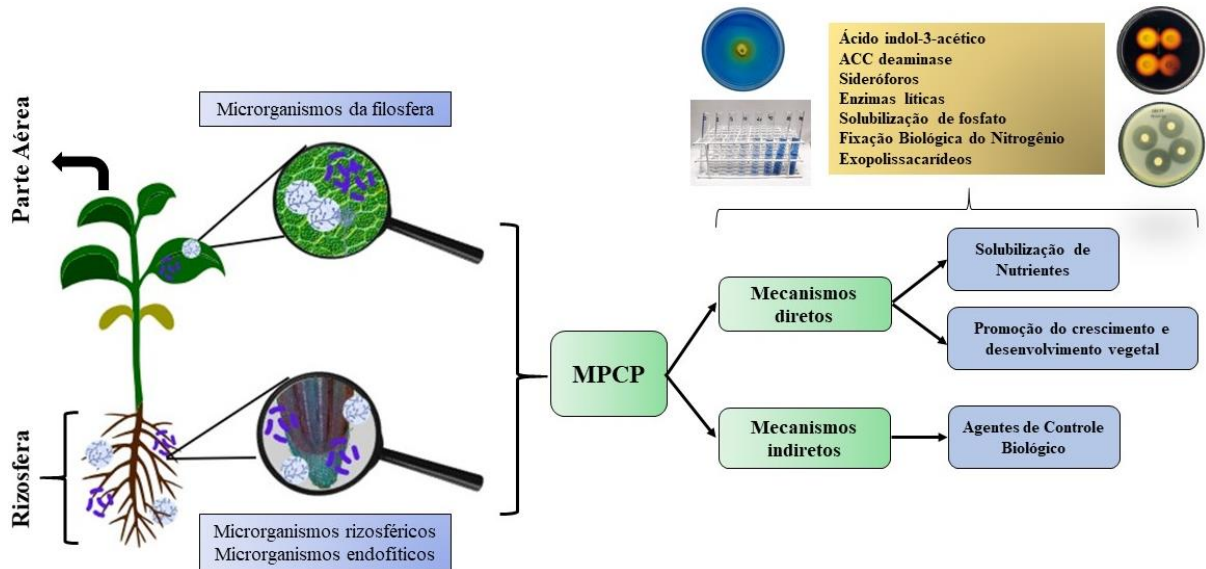 Parte Aérea
Microrganismos da filosfera
Rizosfera
Microrganismos rizosféricos
Microrganismos endofíticos
MPCP
Ácido indol-3-acético
ACC deaminase
Sideróforos
Enzimas líticas
Solubilização de fosfato
Fixação Biológica do Nitrogênio
Exopolissacarídeos
Mecanismos
diretos
Solubilização de
Nutrientes
Promoção do crescimento e
desenvolvimento vegetal
Mecanismos
indiretos
Agentes de Controle
Biológico